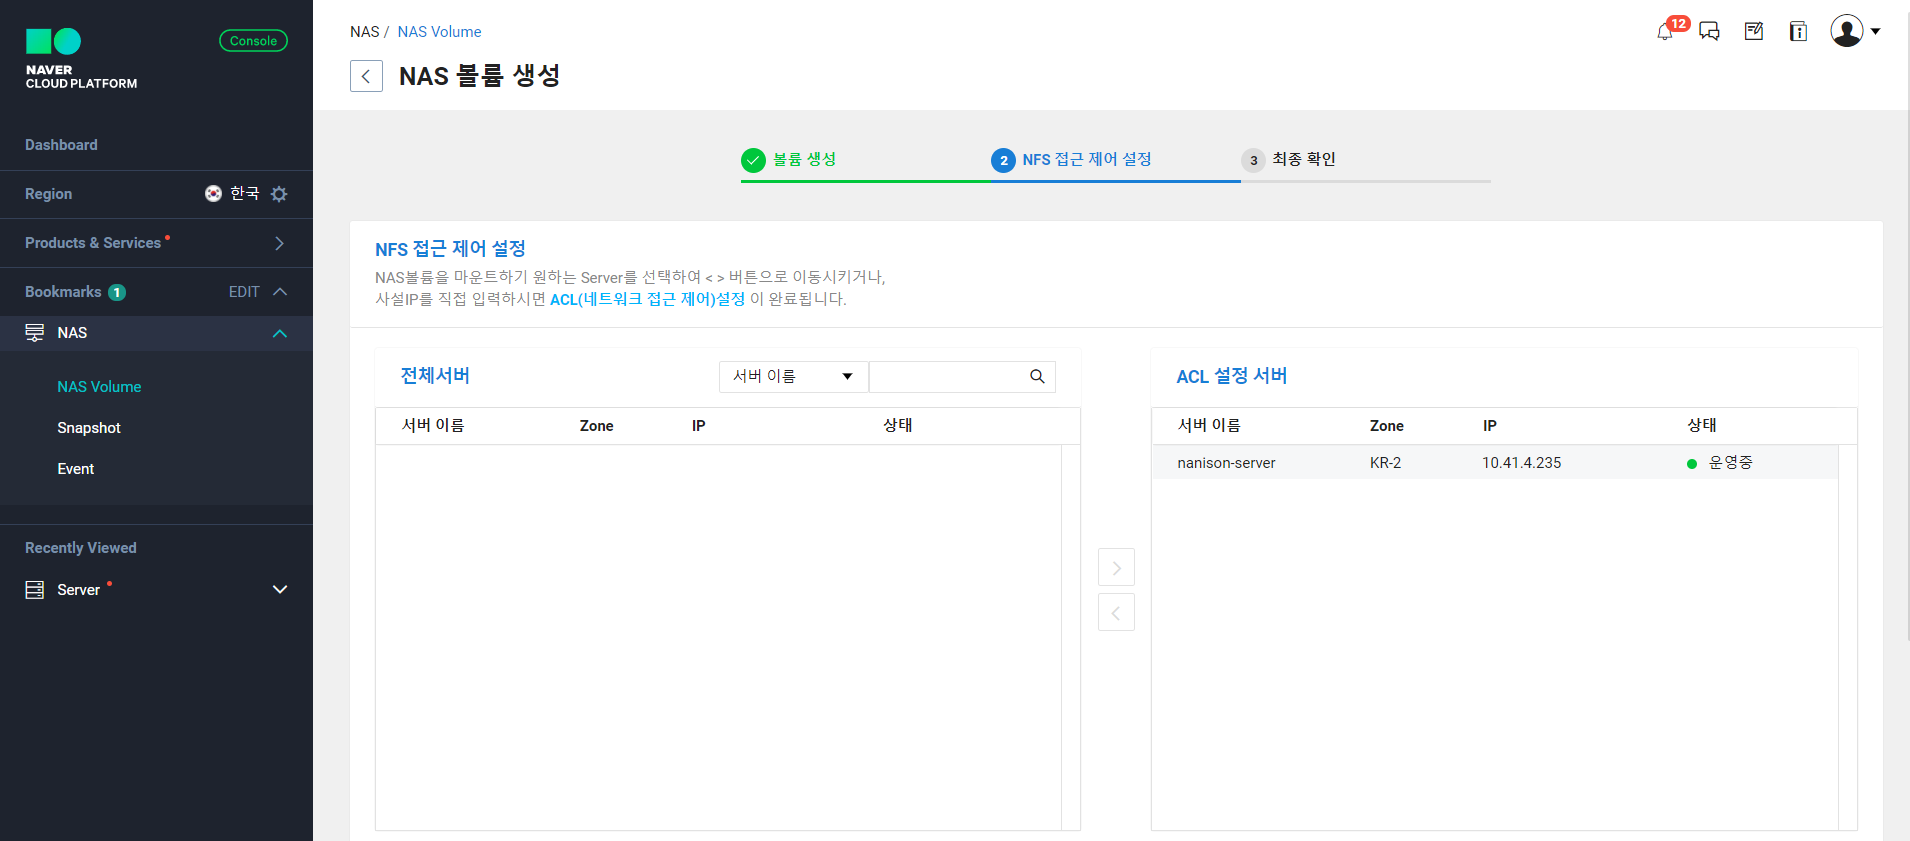 NAVER
CLOUD PLATFORM
Console
Dashboard
Region 한국
Products & Services
Bookmarks 1 EDIT
NAS
NAS Volume
Snapshot
Event
Recently Viewed
Server
NAS / NAS Volume
12
NAS 볼륨 생성
볼륨 생성
2 NFS 접근 제어 설정
3 최종 확인
NFS 접근 제어 설정
NAS볼륨을 마운트하기 원하는 Server를 선택하여 < > 버튼으로 이동시키거나,
사설IP를 직접 입력하시면 ACL(네트워크 접근 제어)설정 이 완료됩니다.
전체서버
서버 이름
서버 이름 Zone IP 상태
ACL 설정 서버
서버 이름 Zone IP 상태
nanison-server KR-2 10.41.4.235 운영중